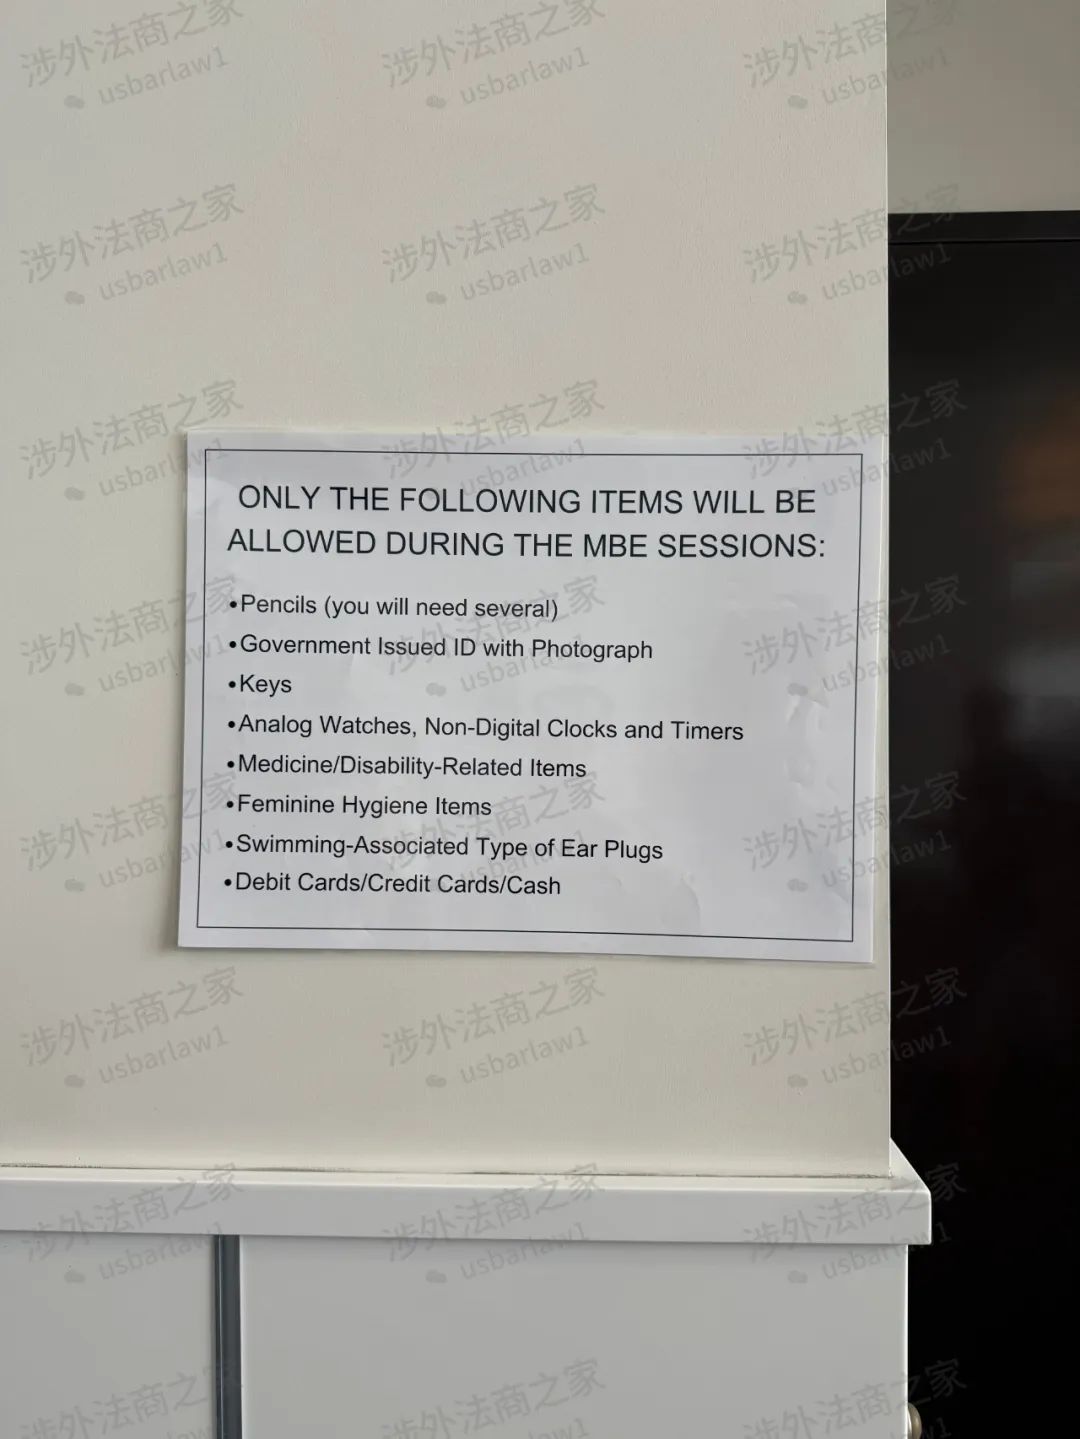 ONLY THE FOLLOWING ITEMS WILL BE
ALLOWED DURING THE MBE SESSIONS:
•Pencils (you will need several)
•Government Issued ID with Photograph
•Keys
•Analog Watches, Non-Digital Clocks and Timers
•Medicine/Disability-Related Items
•Feminine Hygiene Items
•Swimming-Associated Type of Ear Plugs
•Debit Cards/Credit Cards/Cash
涉外法商之家
usbarlaw1